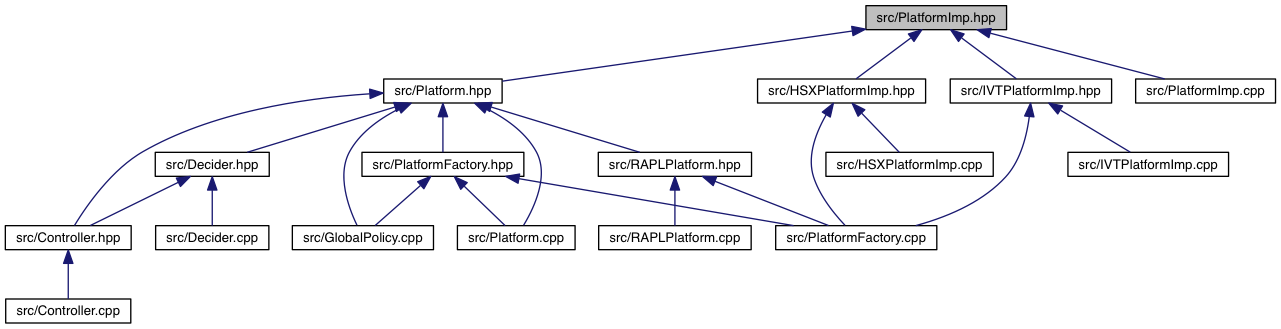 src/PlatformImp.hpp
src/Platform.hpp
src/HSXPlatformImp.hpp
src/IVTPlatformImp.hpp
src/PlatformImp.cpp
src/Decider.hpp
src/PlatformFactory.hpp
src/RAPLPlatform.hpp
src/HSXPlatformImp.cpp
src/IVTPlatformImp.cpp
src/Controller.hpp
src/Decider.cpp
src/GlobalPolicy.cpp
src/Platform.cpp
src/RAPLPlatform.cpp
src/PlatformFactory.cpp
src/Controller.cpp